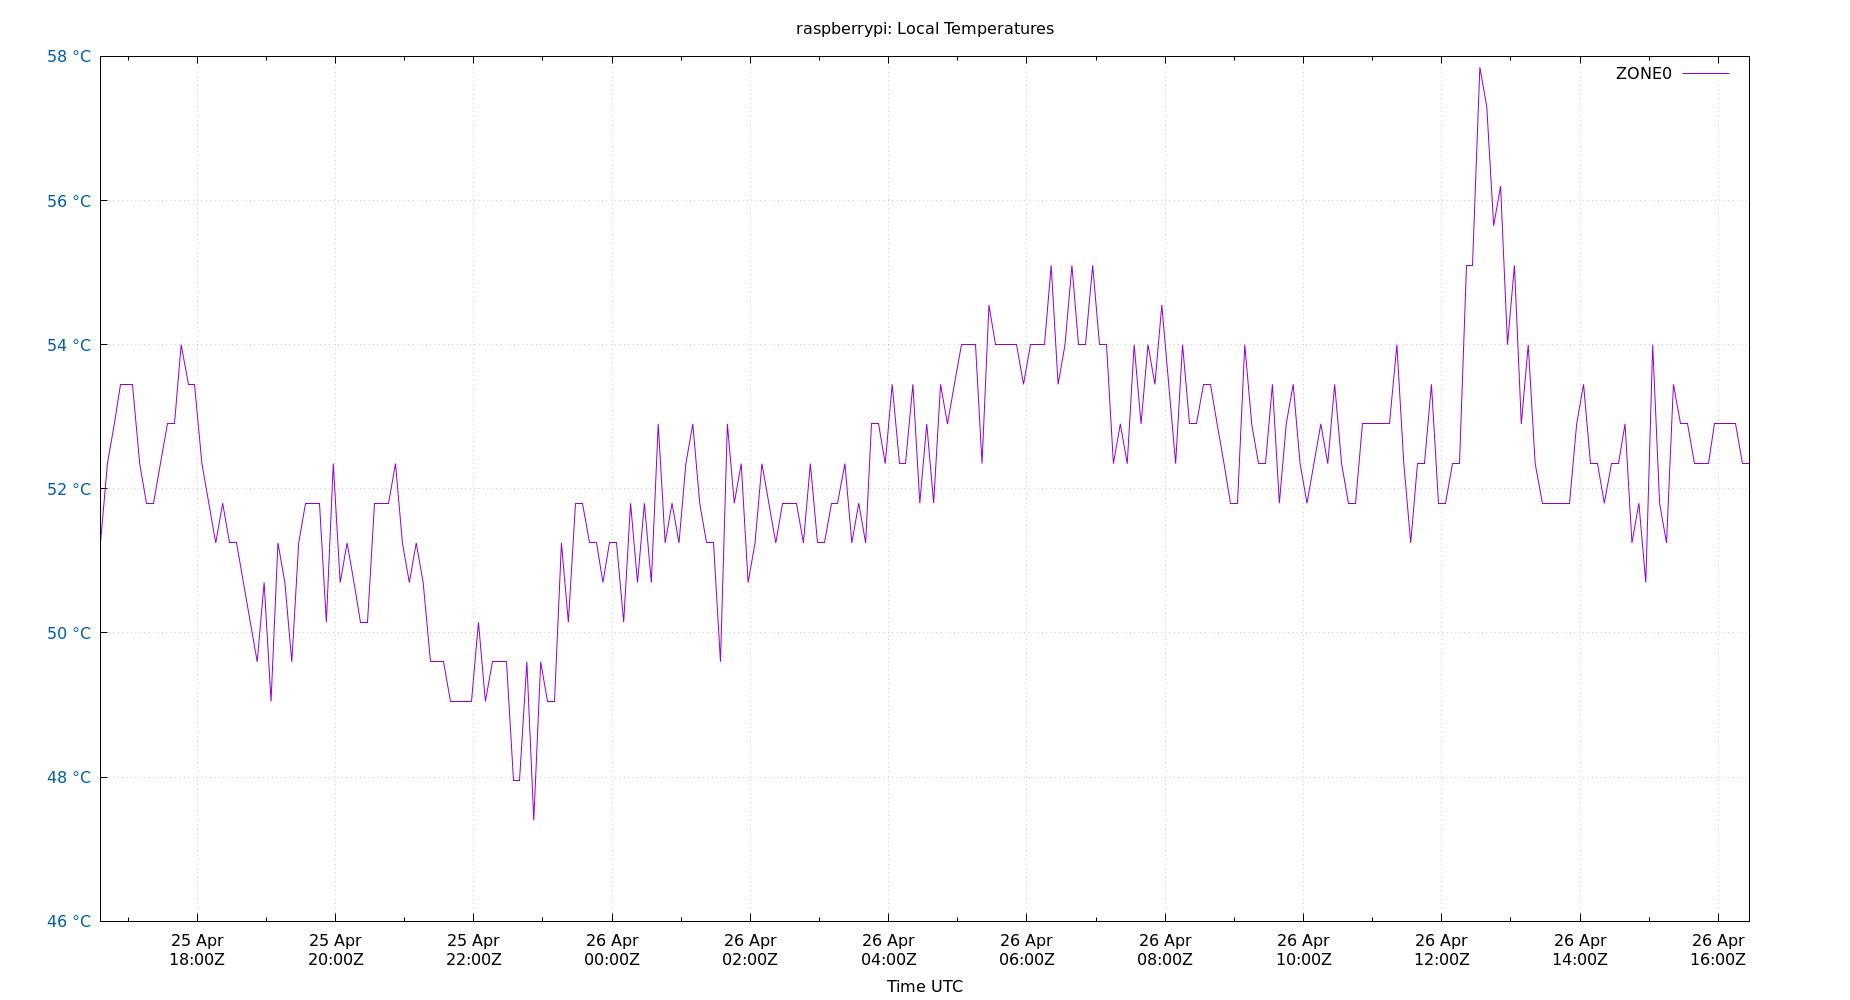 raspberrypi: Local Temperatures
58 °C
ZONE0
56 °C
54 °C
52 °C
50 °C
48 °C
46 °C
25 Apr 25 Apr 25 Apr 26 Apr 26 Apr 26 Apr 26 Apr 26 Apr 26 Apr 26 Apr 26 Apr 26 Apr
18:00Z 20:00Z 22:00Z 00:00Z 02:00Z 04:00Z 06:00Z 08:00Z 10:00Z 12:00Z 14:00Z 16:00Z
Time UTC